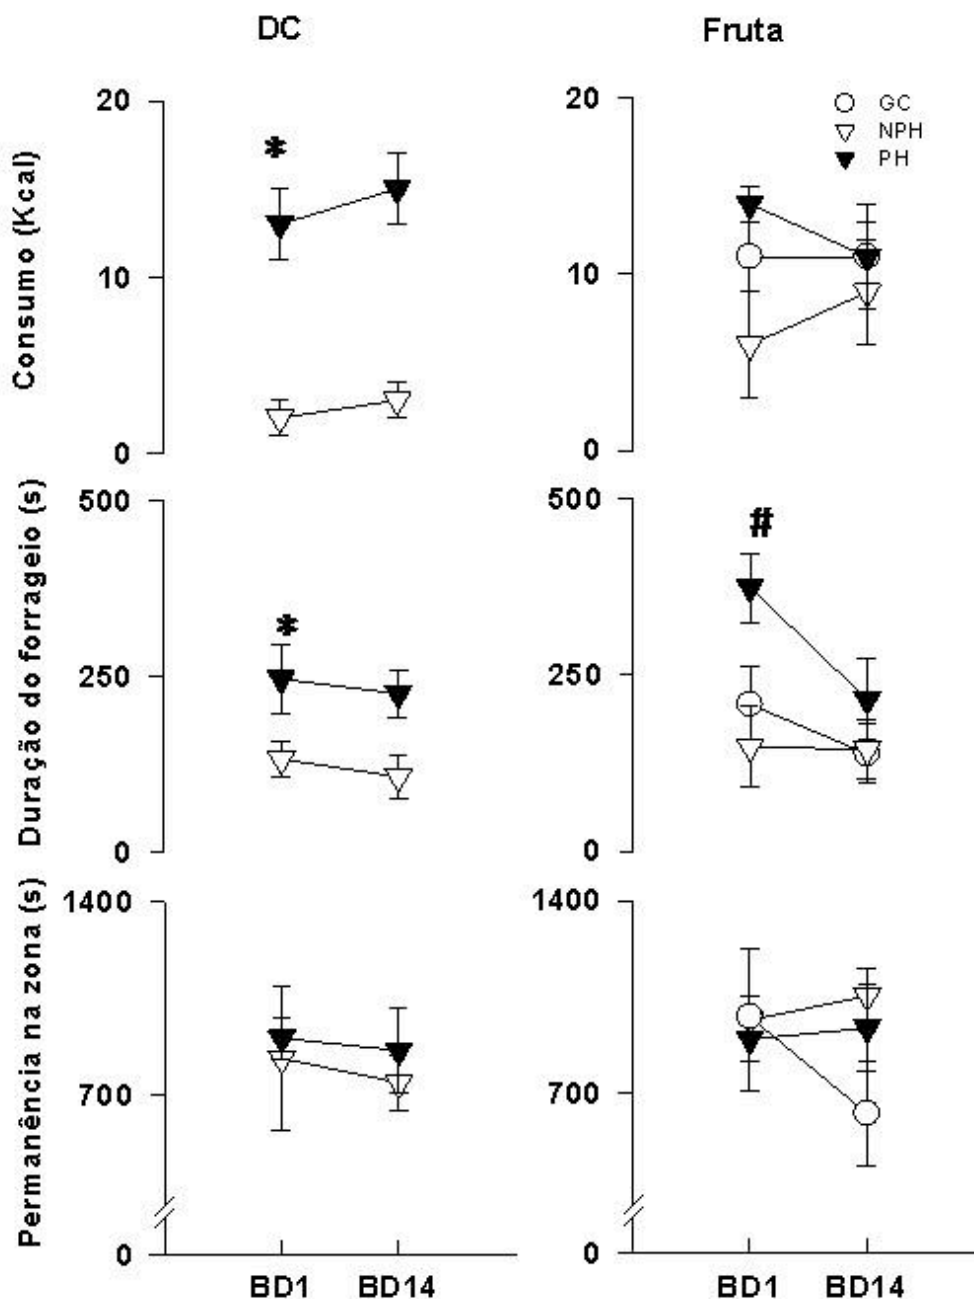 DC
Fruta
Consumo (Kcal)
20
10
0
*
20
10
0
GC
NPH
PH
Duração do forrageio (s)
500
250
0
*
500
250
0
#
Permanência na zona (s)
1400
700
0
BD1 BD14
1400
700
0
BD1 BD14